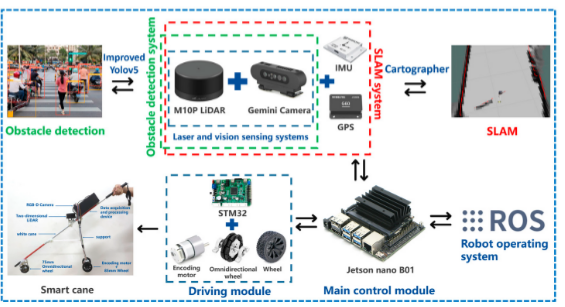 Improved
Yolov5
Obstacle detection
Obstacle detection system
M10P LiDAR
Gemini Camera
Laser and vision sensing systems
IMU
GPS
SLAM system
Cartographer
SLAM
RGB-D Camera
Two-dimensional
LiDAR
white cane
Data acquisition
and processing
device
support
75mm
Omnidirectional
wheel
Encoding motor
Smart cane
STM32
Encoding
motor
Omnidirectional
wheel
Wheel
Driving module
Jetson nano B01
Main control module
ROS
Robot operating
system